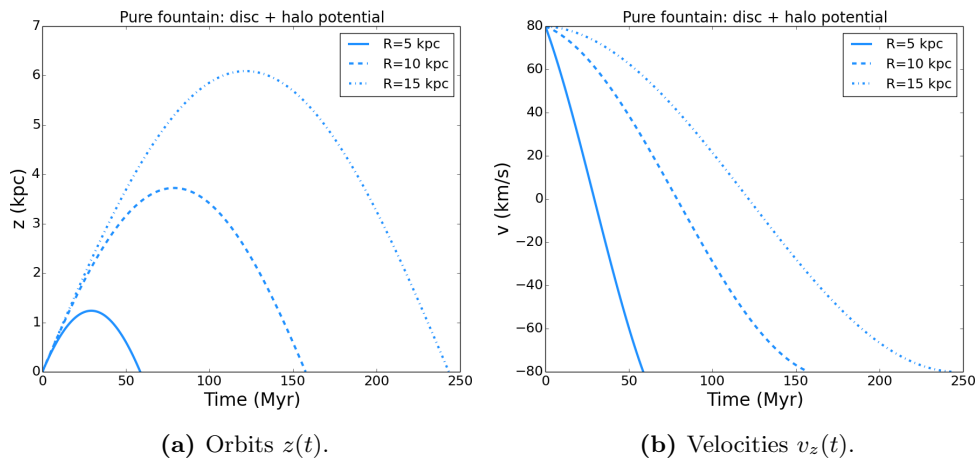 Pure fountain: disc + halo potential
7
6
5
4
3
2
1
0
z (kpc)
R=5 kpc
R=10 kpc
R=15 kpc
0 50 100 150 200 250
Time (Myr)
(a) Orbits z(t).
Pure fountain: disc + halo potential
80
60
40
20
0
−20
−40
−60
−80
v (km/s)
R=5 kpc
R=10 kpc
R=15 kpc
0 50 100 150 200 250
Time (Myr)
(b) Velocities v_z(t).